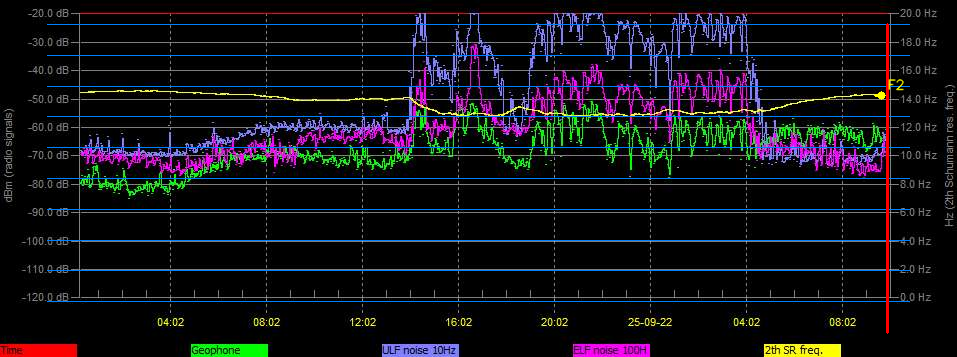 -20.0 dB 20.0 Hz
-30.0 dB 18.0 Hz
-40.0 dB 16.0 Hz
F2
-50.0 dB 14.0 Hz
-60.0 dB 12.0 Hz
-70.0 dB 10.0 Hz
-80.0 dB 8.0 Hz
-90.0 dB 6.0 Hz
-100.0 dB 4.0 Hz
-110.0 dB 2.0 Hz
-120.0 dB 0.0 Hz
dBm (radio signals)
Hz (2th Schumann res. freq.)
04:02 08:02 12:02 16:02 20:02 25-09-22 04:02 08:02
Time Geophone ULF noise 10Hz ELF noise 100H 2th SR freq.